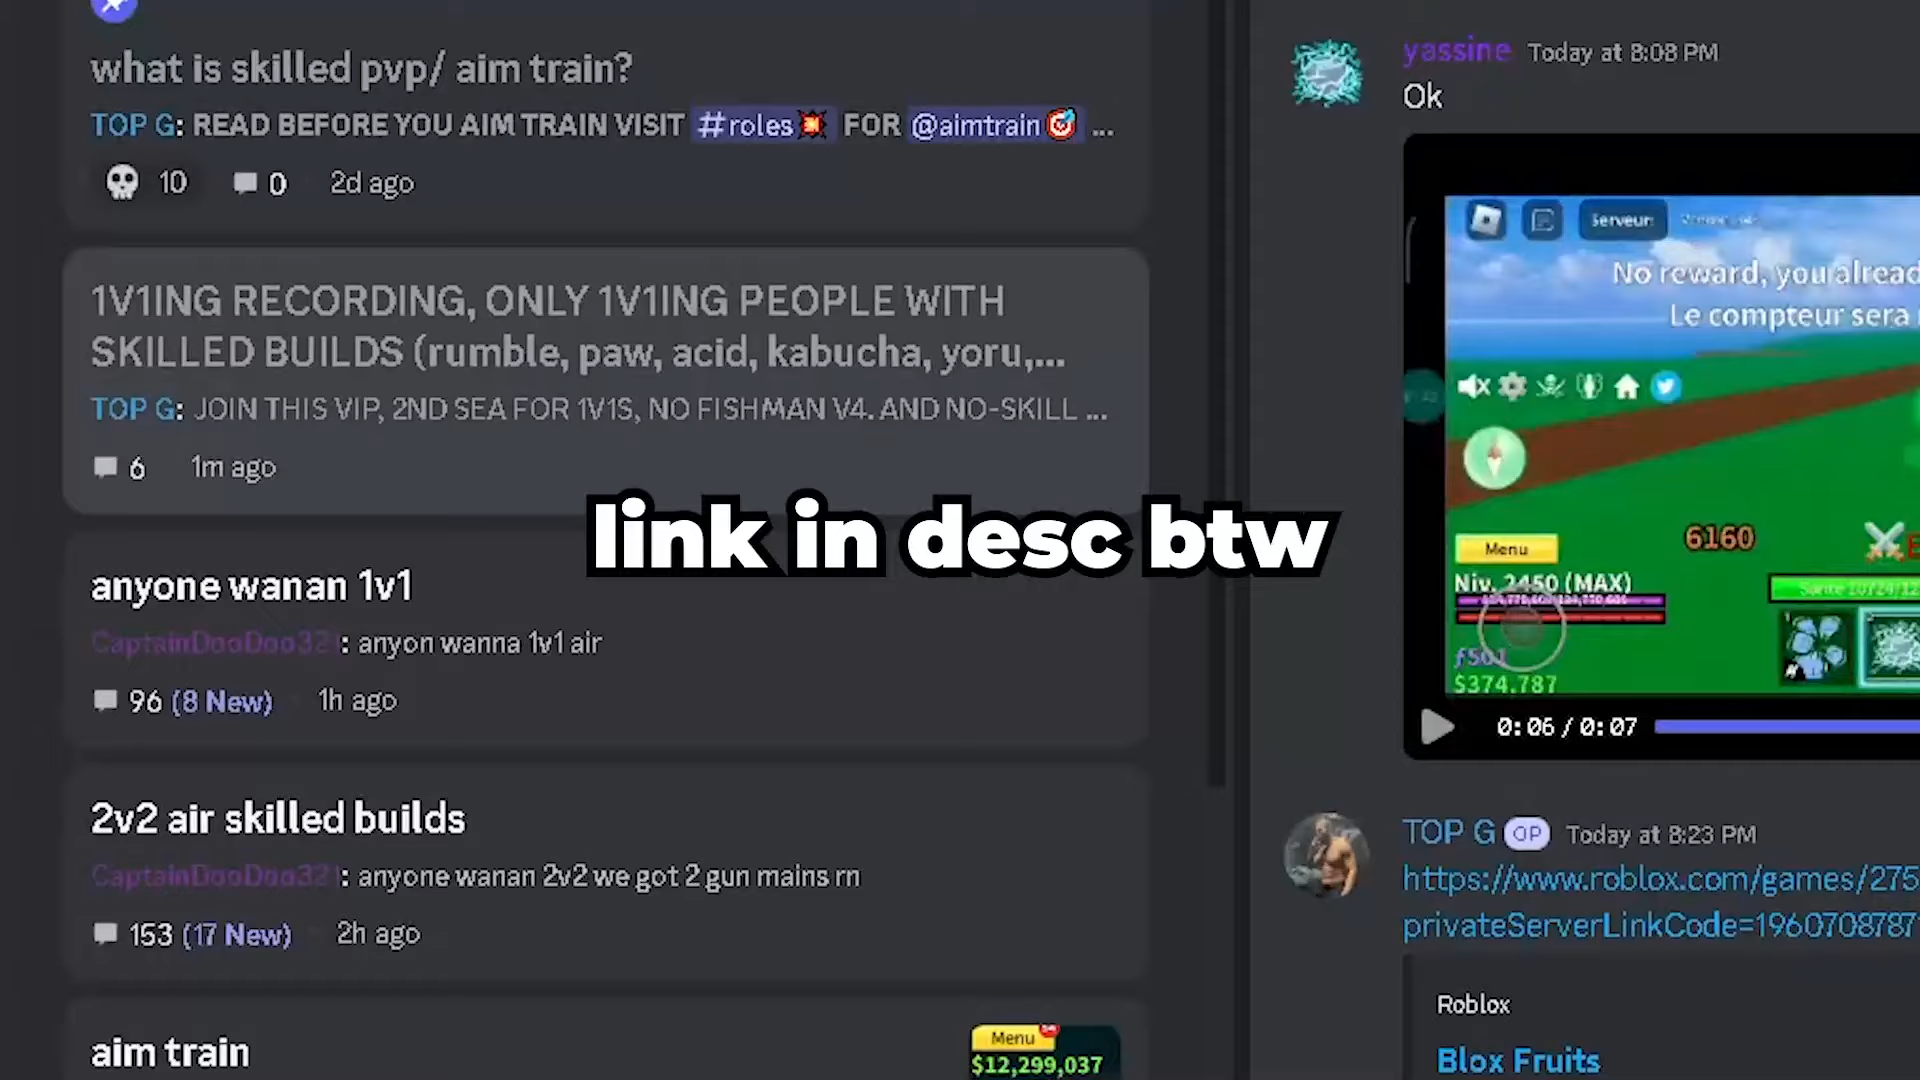 what is skilled pvp/ aim train?
TOP G: READ BEFORE YOU AIM TRAIN VISIT #roles💥 FOR @aimtrain🎯 ...
10 0 2d ago
1V1ING RECORDING, ONLY 1V1ING PEOPLE WITH
SKILLED BUILDS (rumble, paw, acid, kabucha, yoru,...
TOP G: JOIN THIS VIP, 2ND SEA FOR 1V1S, NO FISHMAN V4. AND NO-SKILL ...
6 1m ago
link in desc btw
anyone wanan 1v1
CaptainDooDoo32 : anyon wanna 1v1 air
96 (8 New) 1h ago
2v2 air skilled builds
CaptainDooDoo32 : anyone wanan 2v2 we got 2 gun mains rn
153 (17 New) 2h ago
aim train
Menu
$12,299,037
yassine Today at 8:08 PM
Ok
Serveur
No reward, you alread
Le compteur sera
6160
Menu
Niv. 2450 (MAX)
ƒ501
$374,787
0:06 / 0:07
TOP G OP Today at 8:23 PM
https://www.roblox.com/games/275
privateServerLinkCode=1960708787
Roblox
Blox Fruits